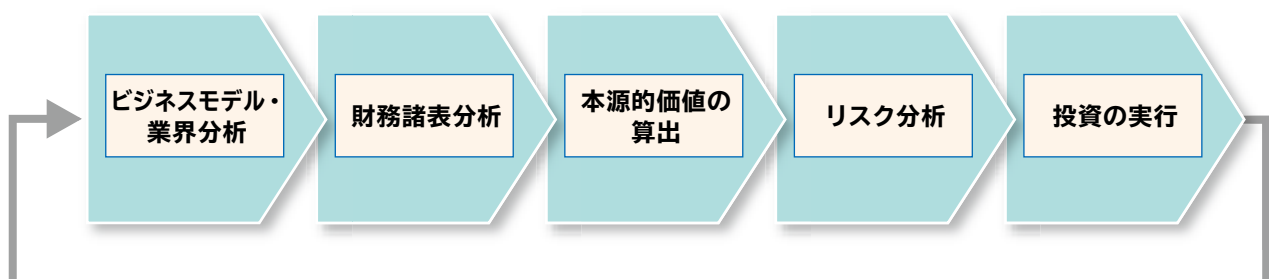 ビジネスモデル・
業界分析
財務諸表分析
本源的価値の
算出
リスク分析
投資の実行